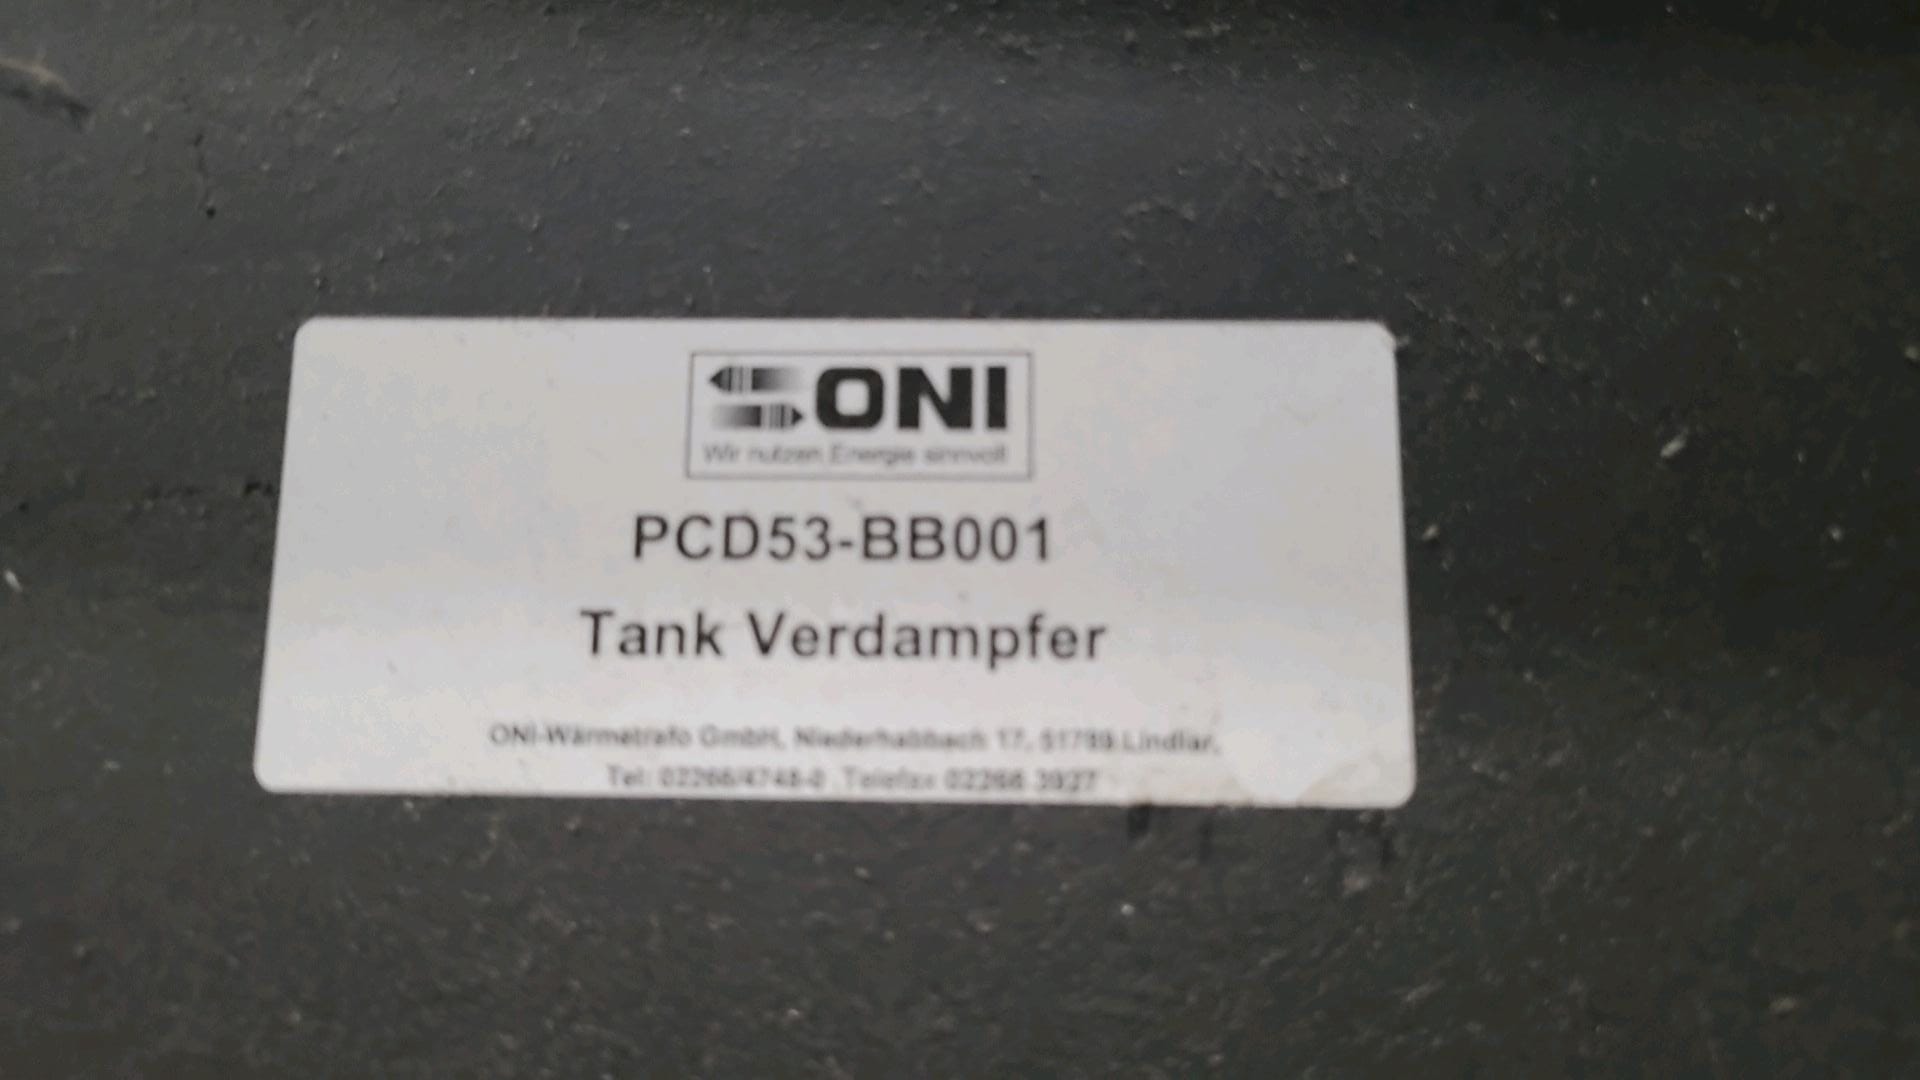 ONI
Wir nutzen Energie sinnvoll
PCD53-BB001
Tank Verdampfer
ONI-Wärmetrafo GmbH, Niederhabbach 17, 51789 Lindlar,
Tel: 02266/4748-0 Telefax 02266 3927